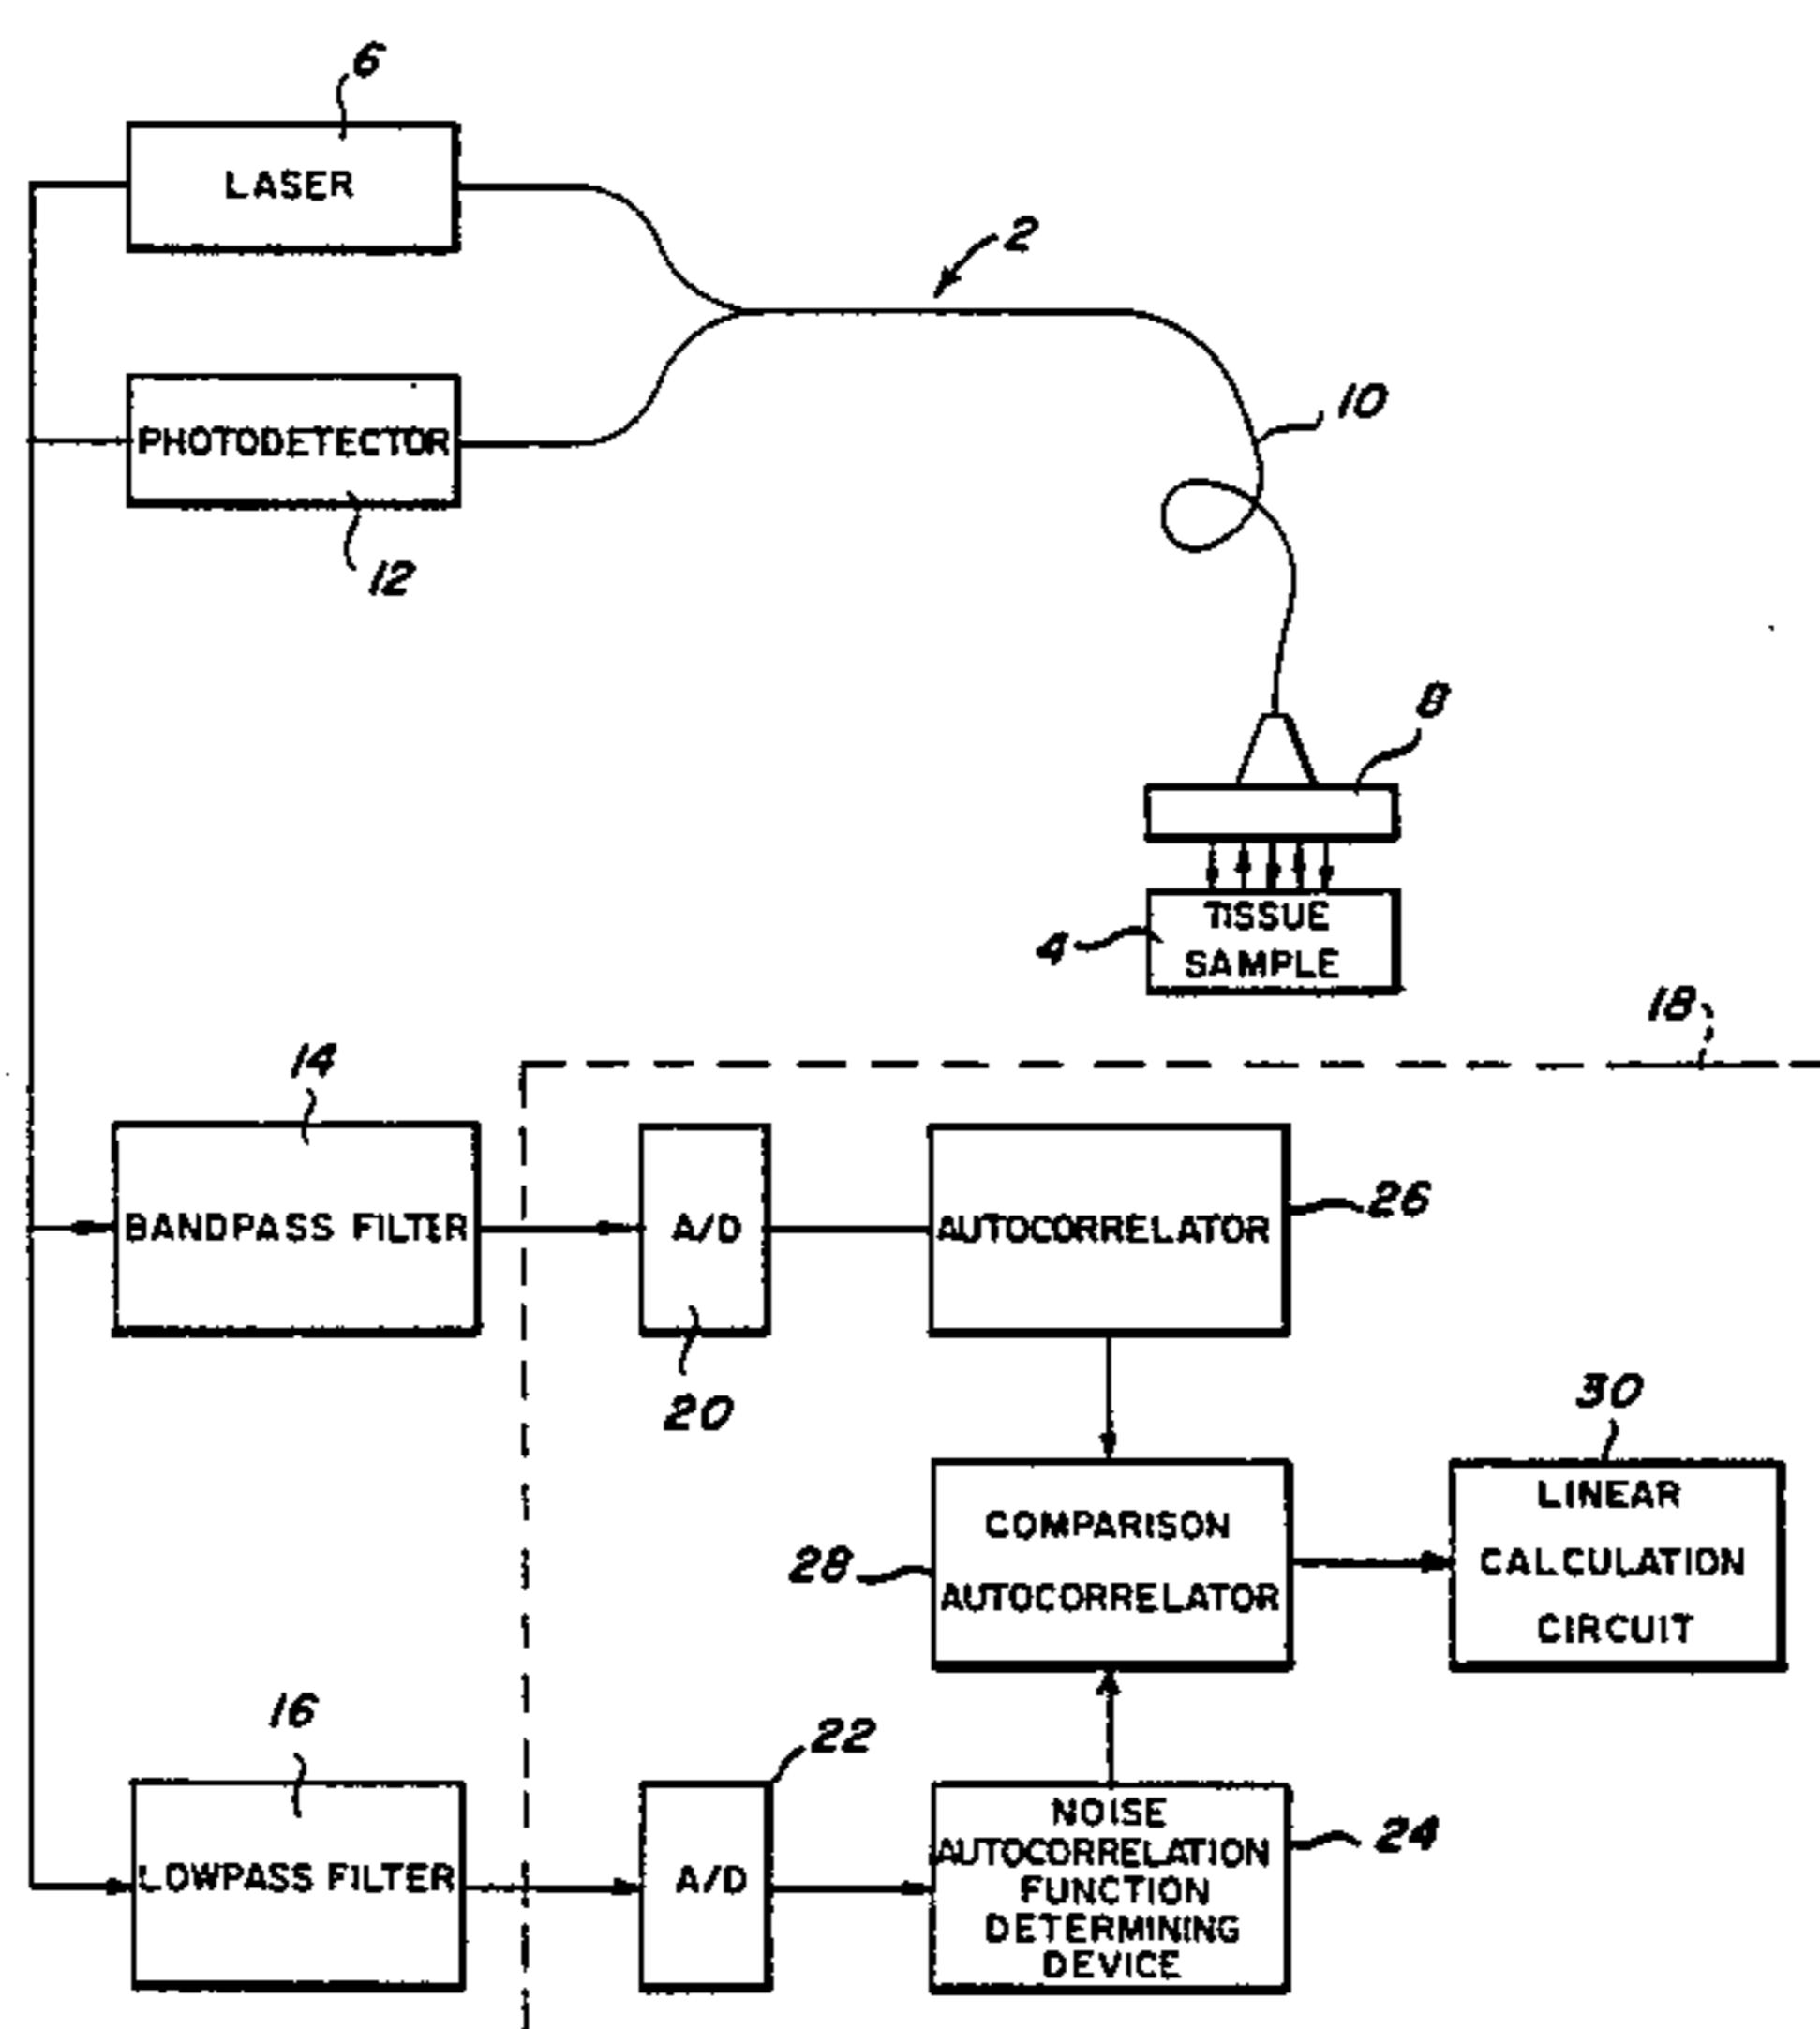 6
LASER
2
PHOTODETECTOR
10
12
8
TISSUE
SAMPLE
4
18
14
BANDPASS FILTER
A/D
AUTOCORRELATOR
26
20
30
COMPARISON
AUTOCORRELATOR
28
LINEAR
CALCULATION
CIRCUIT
16
22
LOWPASS FILTER
A/D
NOISE
AUTOCORRELATION
FUNCTION
DETERMINING
DEVICE
24